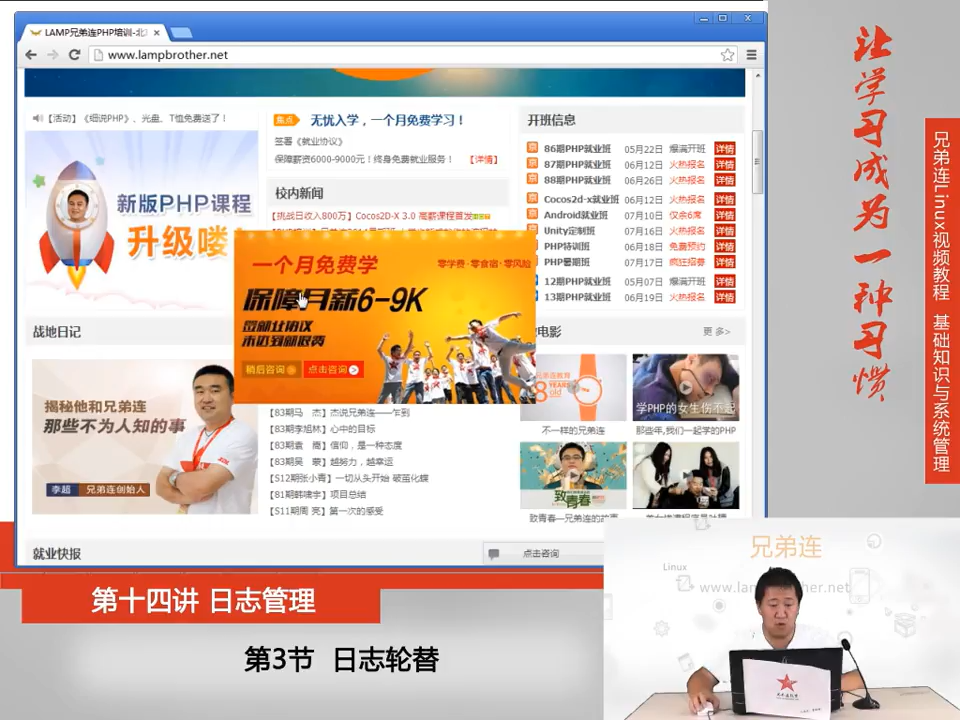 LAMP兄弟连PHP培训-北
www.lampbrother.net
【活动】《细说PHP》、光盘、T恤免费送了！
新版PHP课程
升级喽
焦点 无忧入学，一个月免费学习！
签署《就业协议》
保障薪资6000-9000元！终身免费就业服务！ 【详情】
校内新闻
【挑战日收入800万】Cocos2D-X 3.0 高薪课程首发
开班信息
86期PHP就业班 05月22日 爆满开班 详情
87期PHP就业班 06月12日 火热报名 详情
88期PHP就业班 06月26日 火热报名 详情
Cocos2d-x就业班 06月12日 火热报名 详情
Android就业班 07月10日 仅余6席 详情
Unity定制班 07月16日 火热报名 详情
PHP特训班 06月18日 免费预约 详情
PHP暑期班 07月17日 疯狂招募 详情
12期PHP就业班 05月07日 爆满开班 详情
13期PHP就业班 06月19日 火热报名 详情
一个月免费学
零学费·零食宿·零风险
保障月薪6-9K
签就业协议
未达到就退费
稍后咨询
点击咨询
战地日记
揭秘他和兄弟连
那些不为人知的故事
李超 兄弟连创始人
【83期马 杰】杰说兄弟连——乍到
【83期李旭林】心中的目标
【83期袁 尚】信仰，是一种态度
【83期吴 蒙】越努力，越幸运
【S12期张小青】一切从头开始 破茧化蝶
【81期韩啸宇】项目总结
【S11期周 亮】第一次的感受
电影 更多>
兄弟连教育
8 YEARS old
不一样的兄弟连
学PHP的女生伤不起
那些年,我们一起学的PHP
致青春
致青春—兄弟连的故事
就业快报
点击咨询
让学习成为一种习惯
兄弟连Linux视频教程 基础知识与系统管理
第十四讲 日志管理
第3节 日志轮替
兄弟连
Linux
www.lam her.net